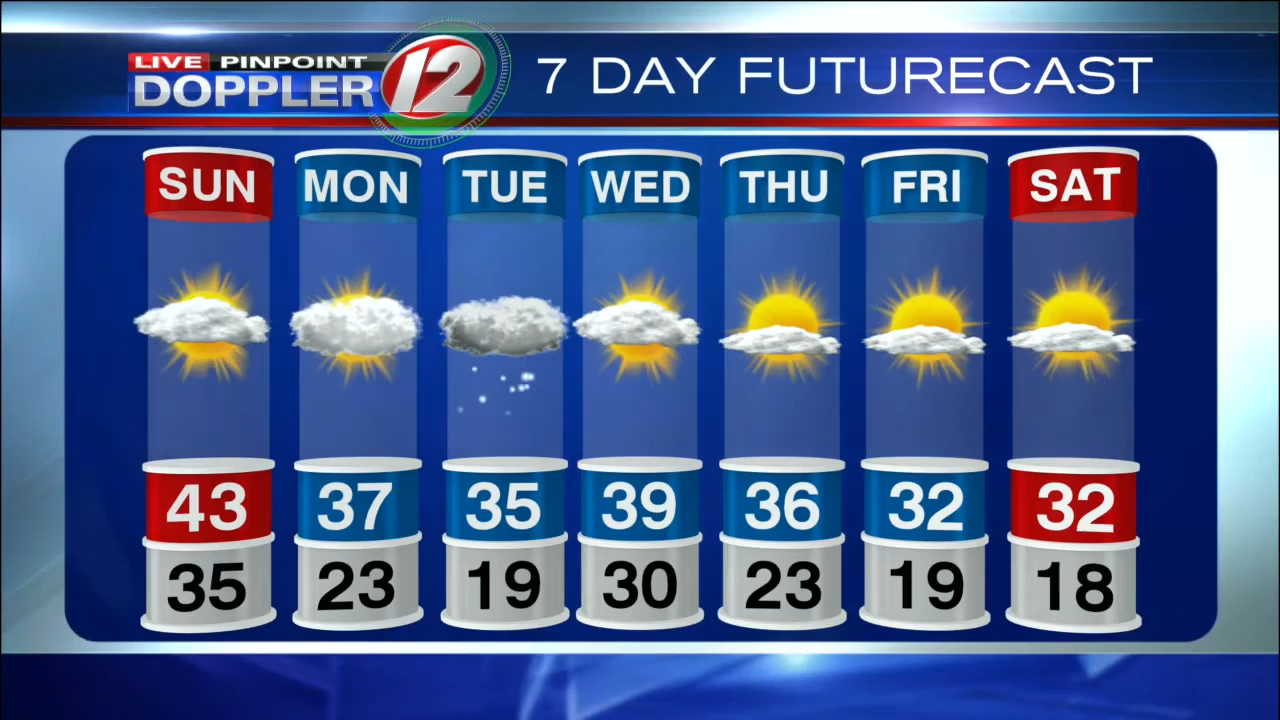 LIVE PINPOINT
DOPPLER 12
7 DAY FUTURECAST
SUN MON TUE WED THU FRI SAT
43 37 35 39 36 32 32
35 23 19 30 23 19 18